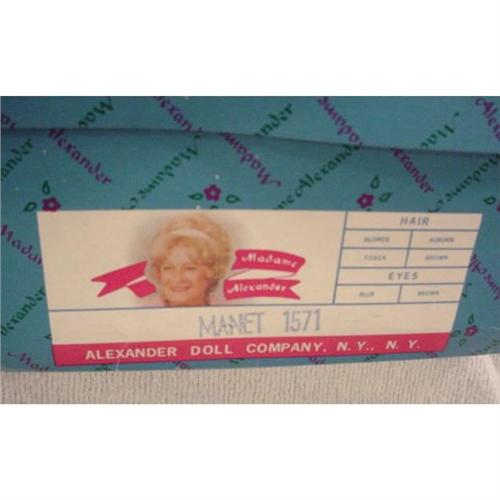 Madame Alexander
HAIR
BLONDE AUBURN
TOSCA BROWN
EYES
BLUE BROWN
Madame
Alexander
MANET 1571
ALEXANDER DOLL COMPANY, N. Y., N. Y.